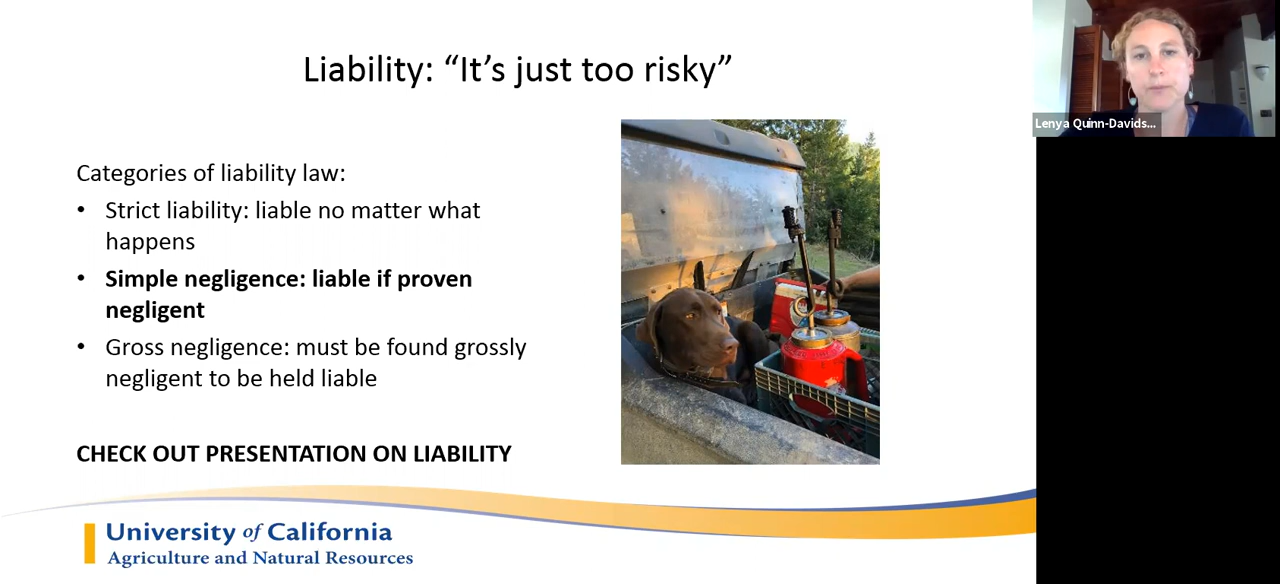 Liability: “It’s just too risky”
Lenya Quinn-Davids...
Categories of liability law:
• Strict liability: liable no matter what
happens
• Simple negligence: liable if proven
negligent
• Gross negligence: must be found grossly
negligent to be held liable
CHECK OUT PRESENTATION ON LIABILITY
University of California
Agriculture and Natural Resources